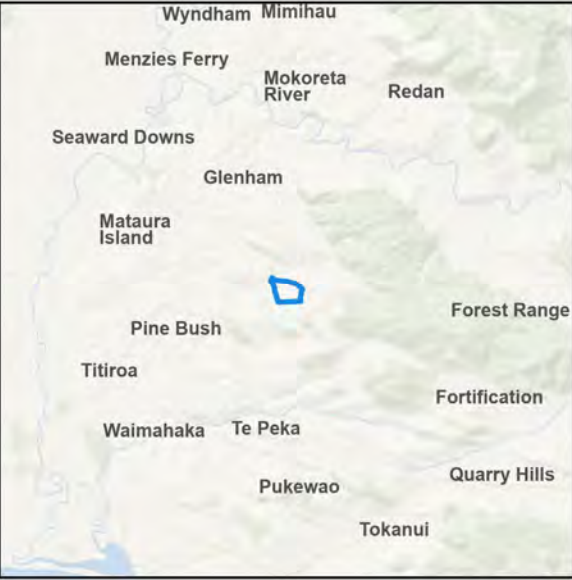 Wyndham
Mimihau
Menzies Ferry
Mokoreta
River
Redan
Seaward Downs
Glenham
Mataura
Island
Forest Range
Pine Bush
Titiroa
Fortification
Waimahaka
Te Peka
Quarry Hills
Pukewao
Tokanui